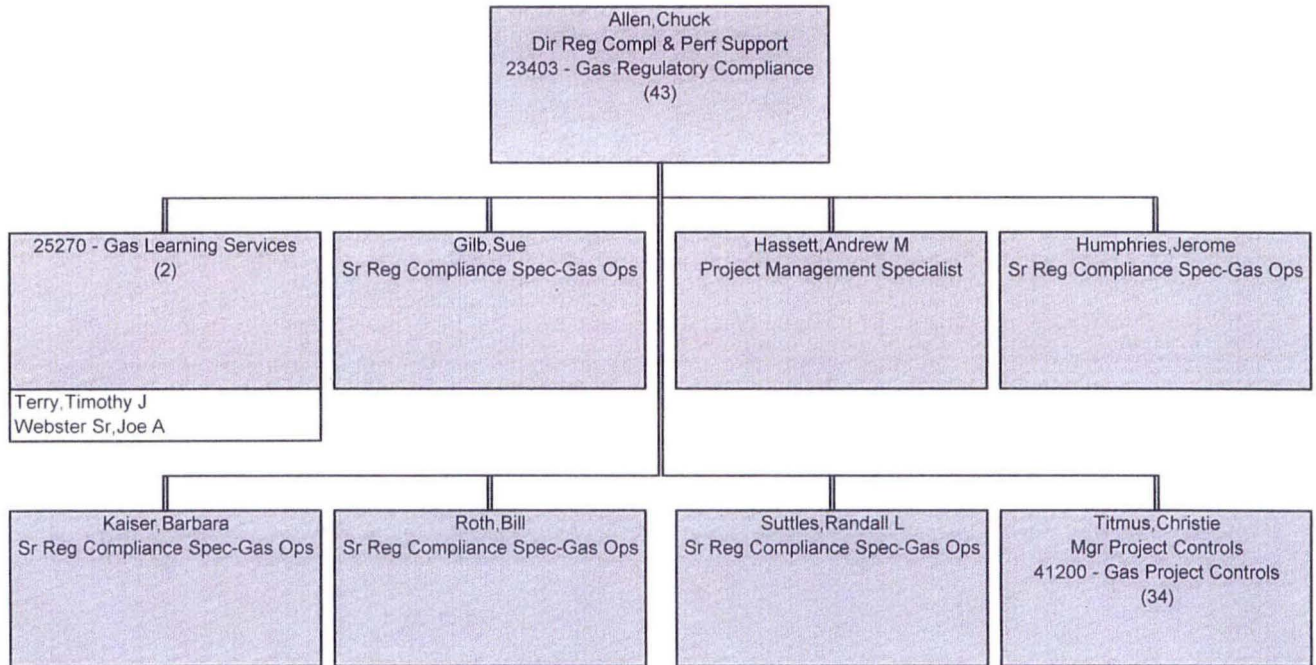 Allen,Chuck
Dir Reg Compl & Perf Support
23403 - Gas Regulatory Compliance
(43)
25270 - Gas Learning Services
(2)
Terry,Timothy J
Webster Sr,Joe A
Gilb,Sue
Sr Reg Compliance Spec-Gas Ops
Hassett,Andrew M
Project Management Specialist
Humphries,Jerome
Sr Reg Compliance Spec-Gas Ops
Kaiser,Barbara
Sr Reg Compliance Spec-Gas Ops
Roth,Bill
Sr Reg Compliance Spec-Gas Ops
Suttles,Randall L
Sr Reg Compliance Spec-Gas Ops
Titmus,Christie
Mgr Project Controls
41200 - Gas Project Controls
(34)